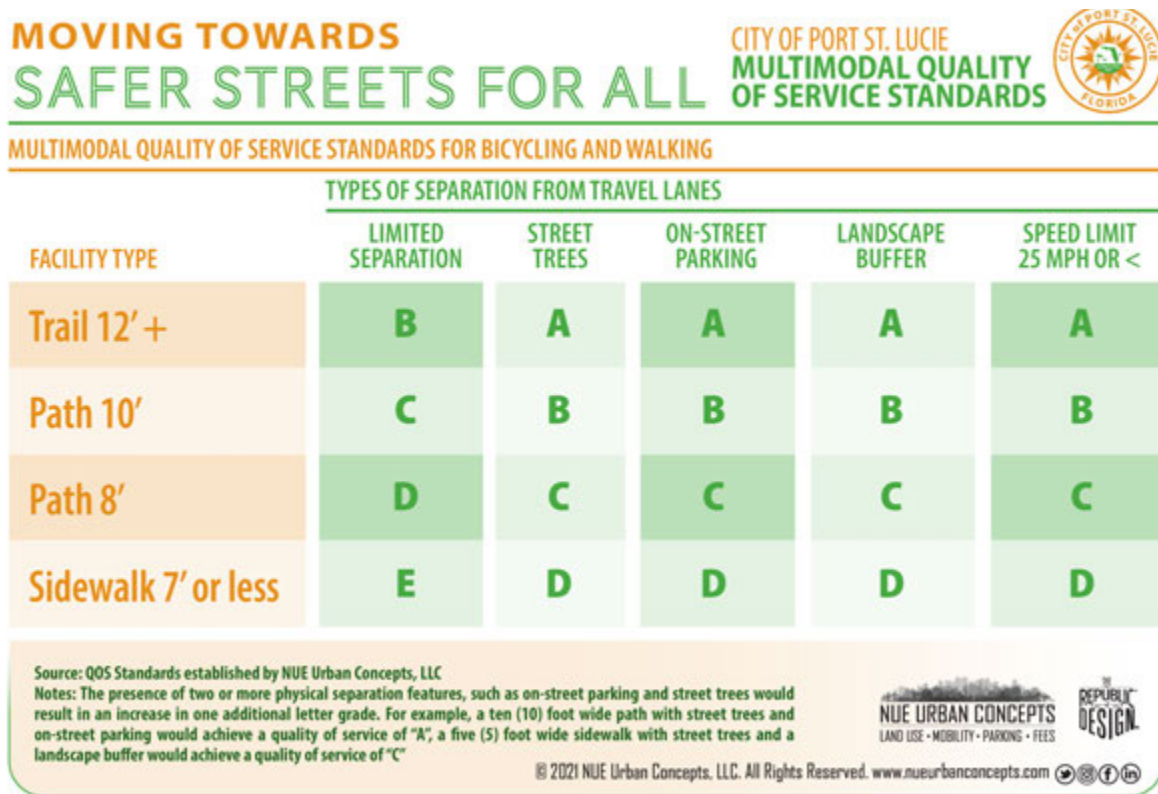 MOVING TOWARDS
SAFER STREETS FOR ALL
CITY OF PORT ST. LUCIE
MULTIMODAL QUALITY
OF SERVICE STANDARDS
CITY of PORT ST. LUCIE
FLORIDA
MULTIMODAL QUALITY OF SERVICE STANDARDS FOR BICYCLING AND WALKING
TYPES OF SEPARATION FROM TRAVEL LANES
FACILITY TYPE
LIMITED
SEPARATION
STREET
TREES
ON-STREET
PARKING
LANDSCAPE
BUFFER
SPEED LIMIT
25 MPH OR <
Trail 12′ + B A A A A
Path 10′ C B B B B
Path 8′ D C C C C
Sidewalk 7′ or less E D D D D
Source: QOS Standards established by NUE Urban Concepts, LLC
Notes: The presence of two or more physical separation features, such as on-street parking and street trees would
result in an increase in one additional letter grade. For example, a ten (10) foot wide path with street trees and
on-street parking would achieve a quality of service of “A”, a five (5) foot wide sidewalk with street trees and a
landscape buffer would achieve a quality of service of “C”
NUE URBAN CONCEPTS
LAND USE • MOBILITY • PARKING • FEES
THE
REPUBLIC
OF
DESIGN
© 2021 NUE Urban Concepts, LLC. All Rights Reserved. www.nueurbanconcepts.com